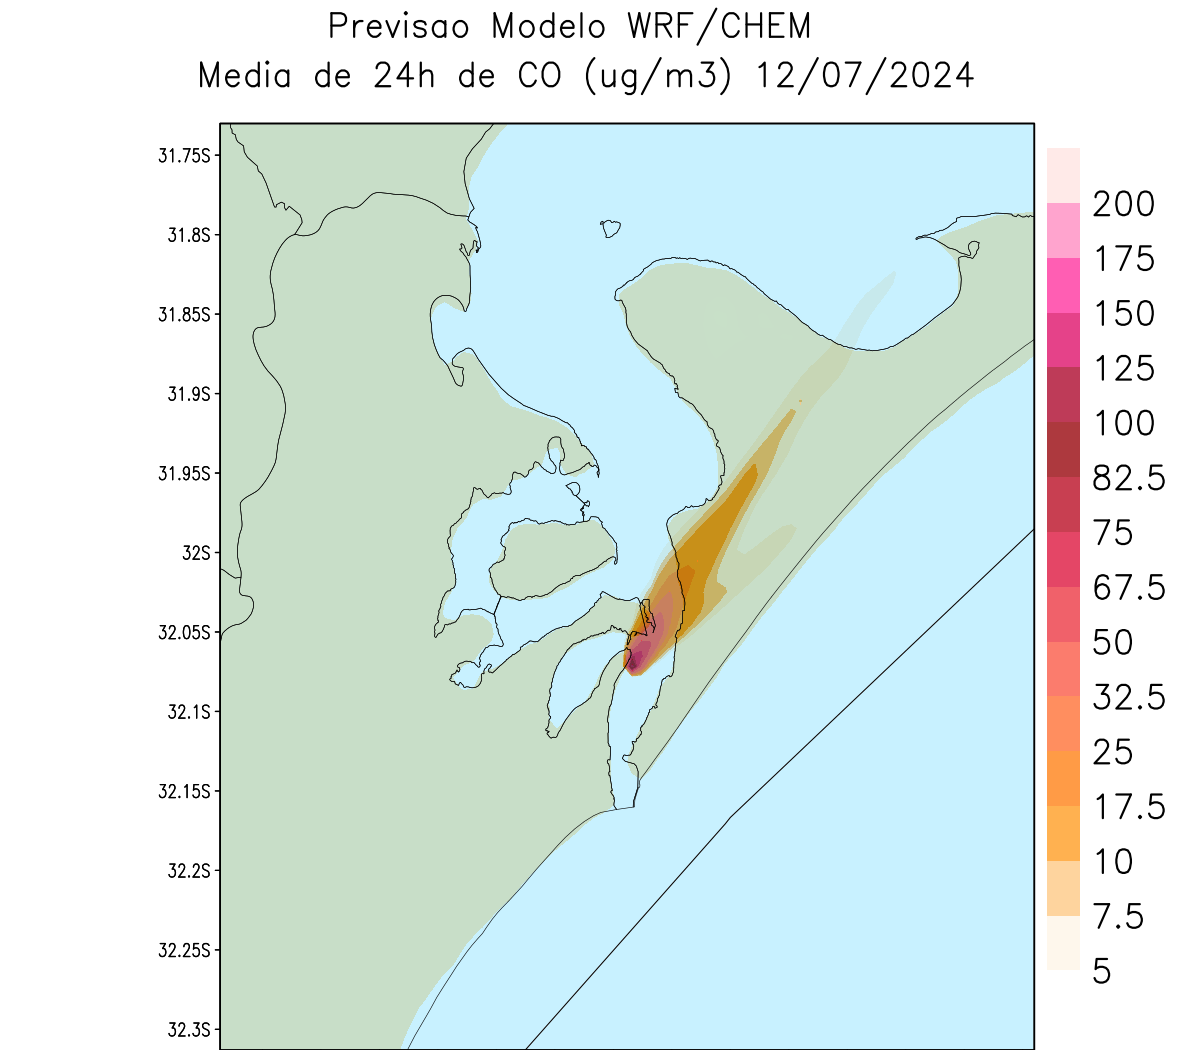 Previsao Modelo WRF/CHEM
Media de 24h de CO (ug/m3) 12/07/2024
31.75S
31.8S
31.85S
31.9S
31.95S
32S
32.05S
32.1S
32.15S
32.2S
32.25S
32.3S
200
175
150
125
100
82.5
75
67.5
50
32.5
25
17.5
10
7.5
5